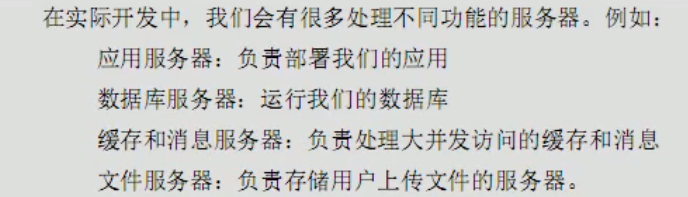 在实际开发中，我们会有很多处理不同功能的服务器。例如：
应用服务器：负责部署我们的应用
数据库服务器：运行我们的数据库
缓存和消息服务器：负责处理大并发访问的缓存和消息
文件服务器：负责存储用户上传文件的服务器。